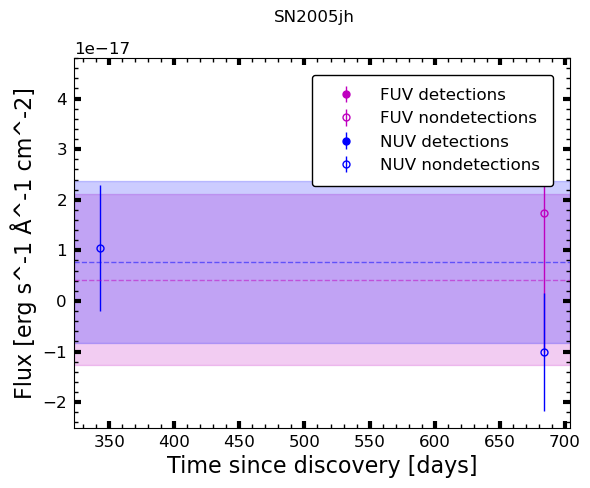 SN2005jh
1e−17
FUV detections
FUV nondetections
NUV detections
NUV nondetections
4
3
2
1
0
−1
−2
Flux [erg s^-1 Å^-1 cm^-2]
350 400 450 500 550 600 650 700
Time since discovery [days]